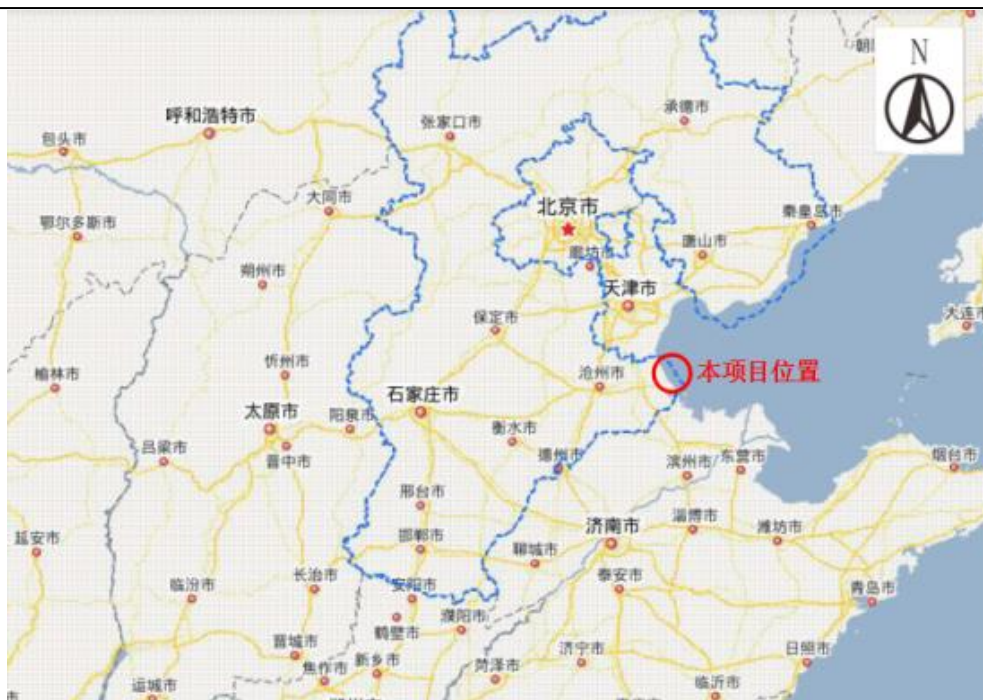 N
朝
承德市
张家口市
呼和浩特市
包头市
大同市
北京市
秦皇岛市
鄂尔多斯市
唐山市
廊坊市
朔州市
天津市
大连市
保定市
忻州市
榆林市
沧州市
本项目位置
石家庄市
太原市
阳泉市
衡水市
吕梁市
晋中市
德州市
滨州市
东营市
烟台市
邢台市
济南市
淄博市
潍坊市
延安市
邯郸市
聊城市
临汾市
长治市
安阳市
泰安市
青岛市
鹤壁市
濮阳市
晋城市
焦作市
新乡市
菏泽市
济宁市
日照市
运城市
临沂市
市